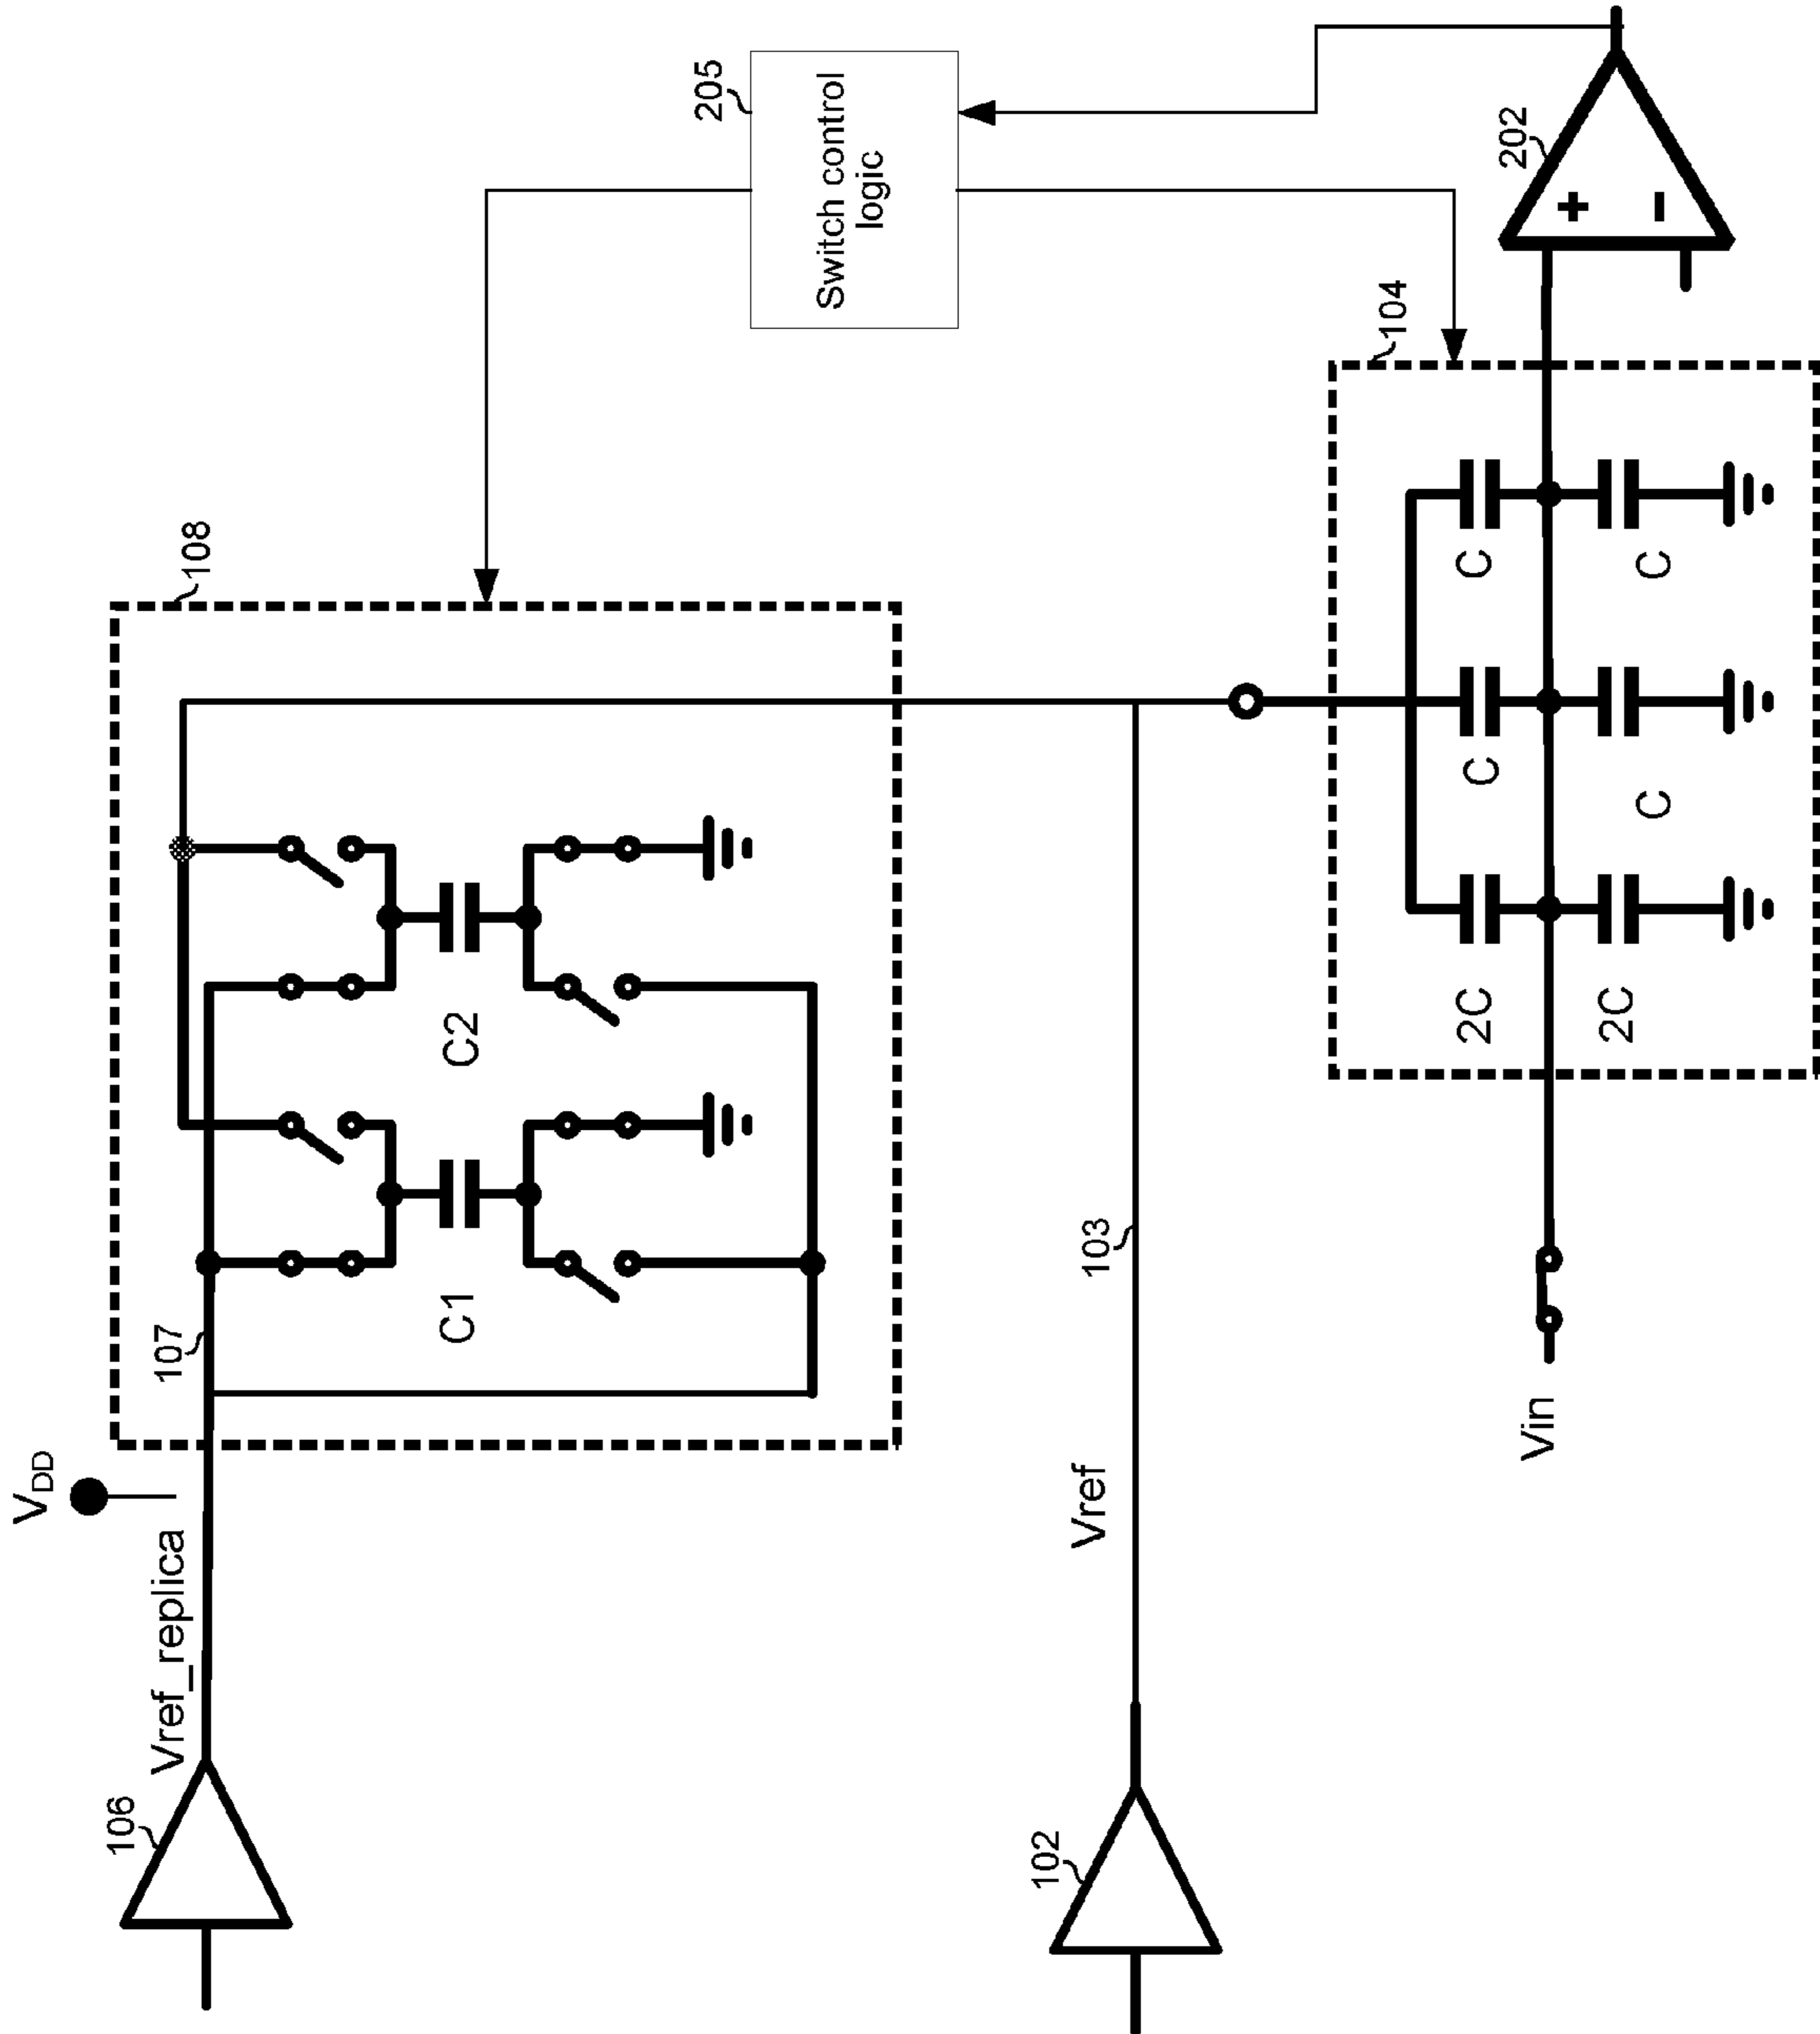 205
Switch control
logic
202
+
-
104
108
C
C
C
C
2C
2C
C2
C1
107
103
VDD
Vref_replica
Vref
Vin
106
102